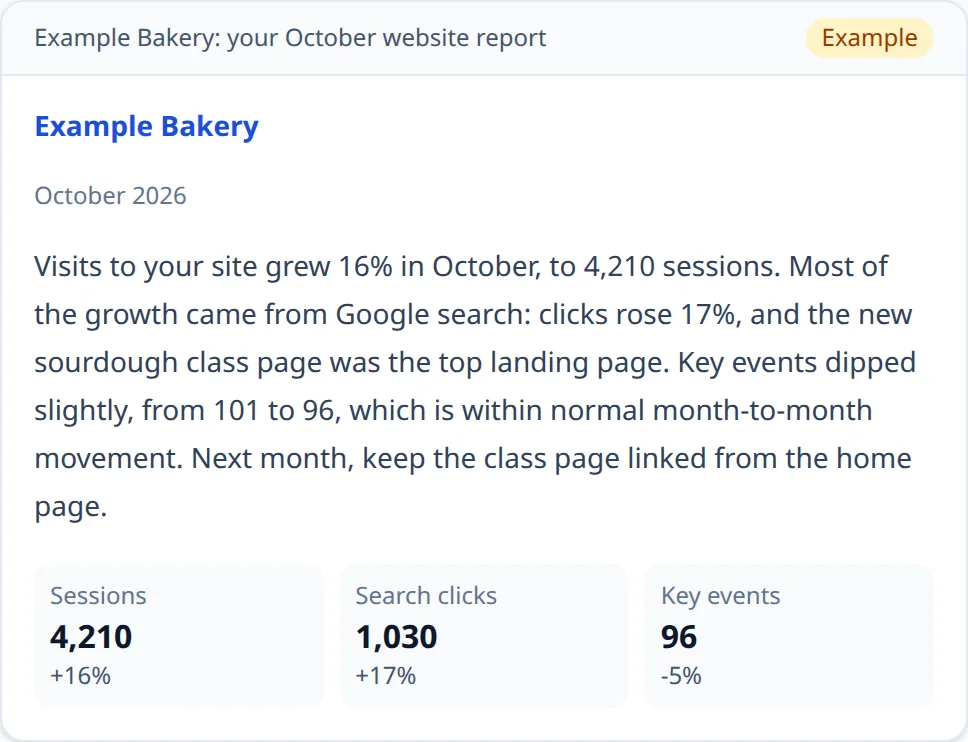 Example Bakery: your October website report
Example
Example Bakery
October 2026
Visits to your site grew 16% in October, to 4,210 sessions. Most of
the growth came from Google search: clicks rose 17%, and the new
sourdough class page was the top landing page. Key events dipped
slightly, from 101 to 96, which is within normal month-to-month
movement. Next month, keep the class page linked from the home
page.
Sessions
4,210
+16%
Search clicks
1,030
+17%
Key events
96
-5%